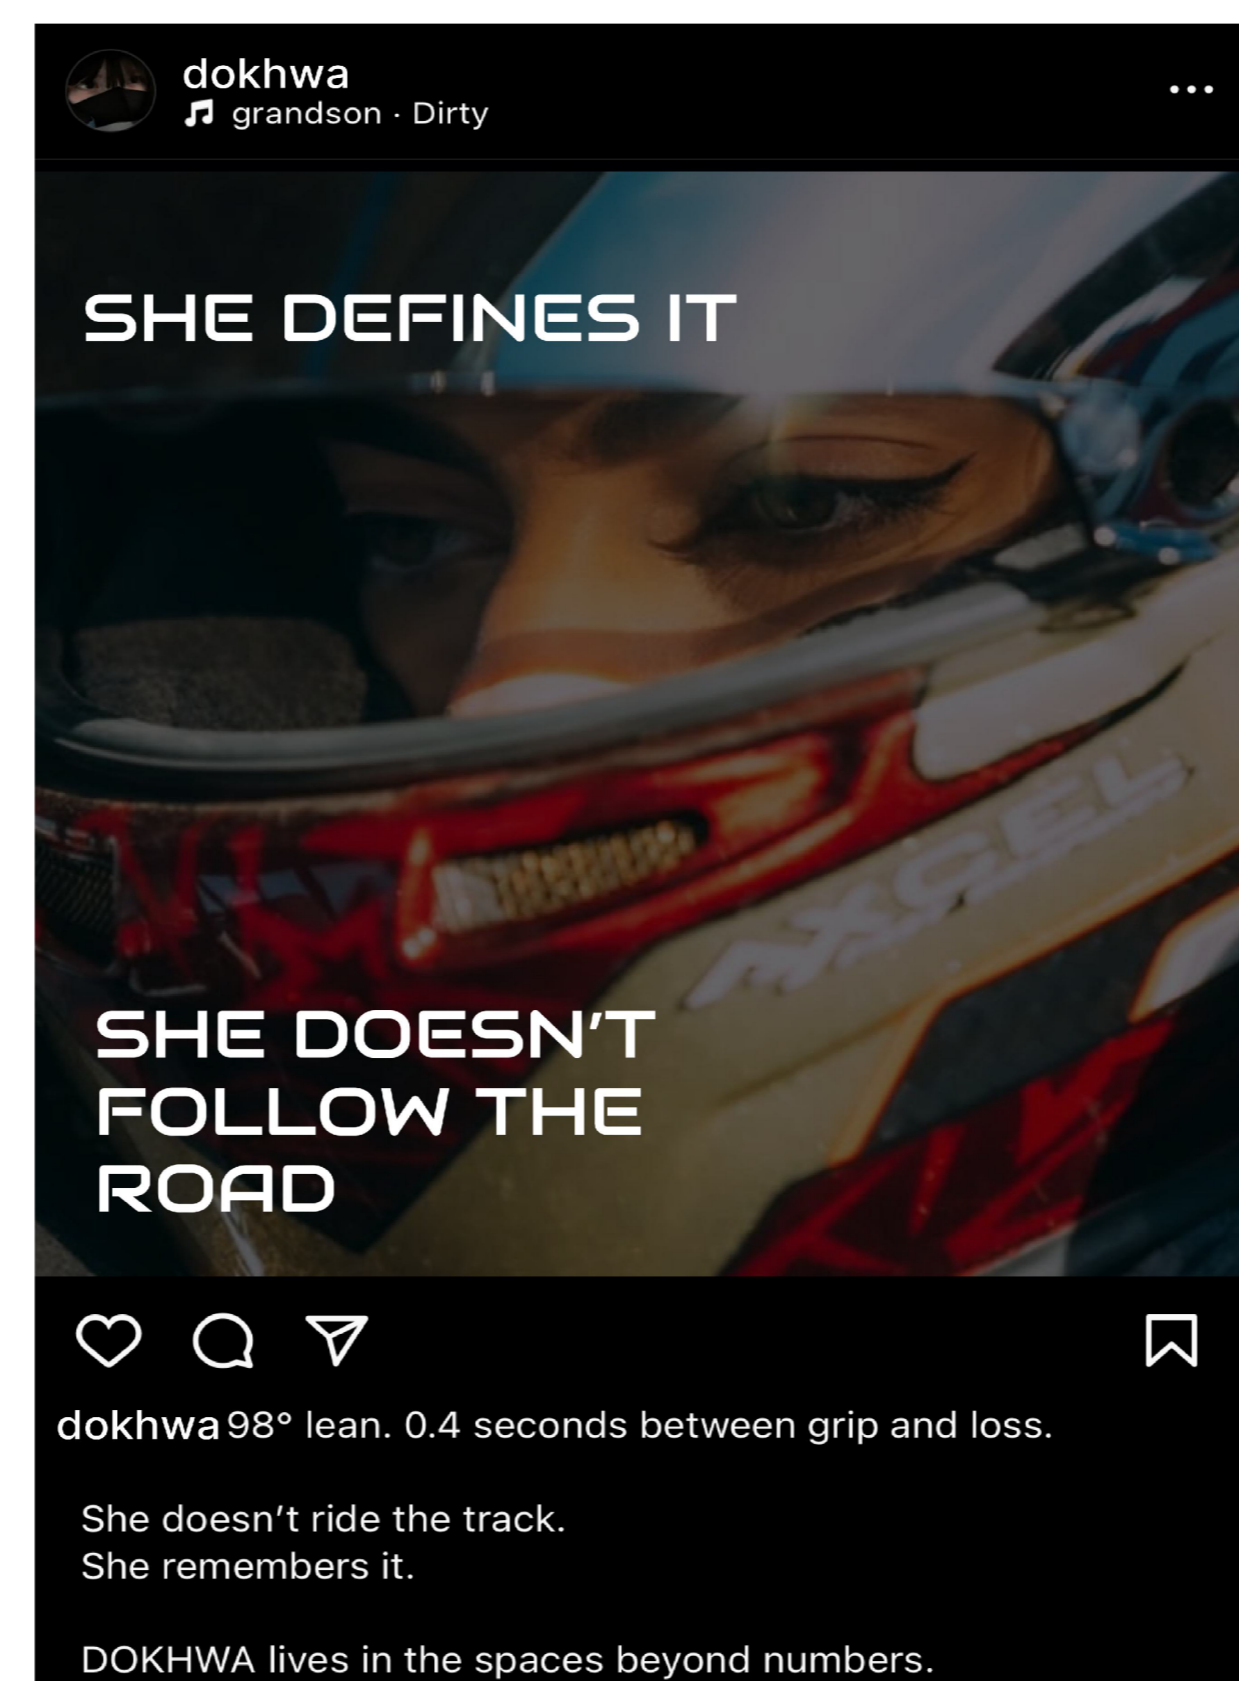 dokhwa
grandson · Dirty
SHE DEFINES IT
AXCEL
SHE DOESN'T
FOLLOW THE
ROAD
dokhwa 98° lean. 0.4 seconds between grip and loss.
She doesn't ride the track.
She remembers it.
DOKHWA lives in the spaces beyond numbers.